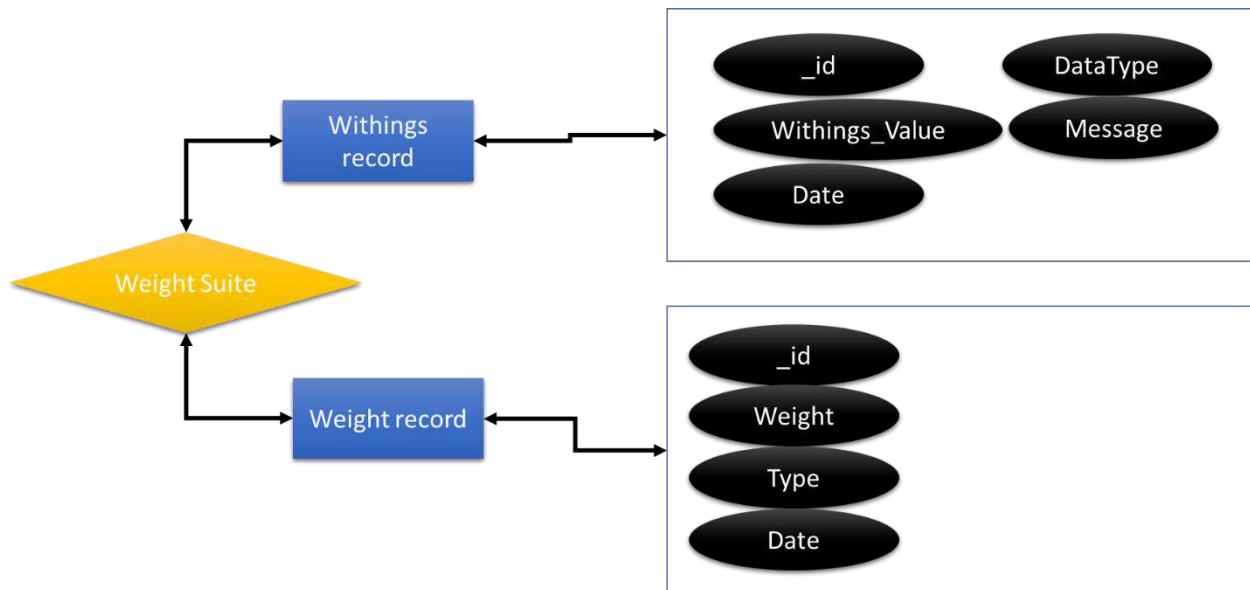 _id
DataType
Withings
record
Withings_Value
Message
Date
Weight Suite
_id
Weight record
Weight
Type
Date